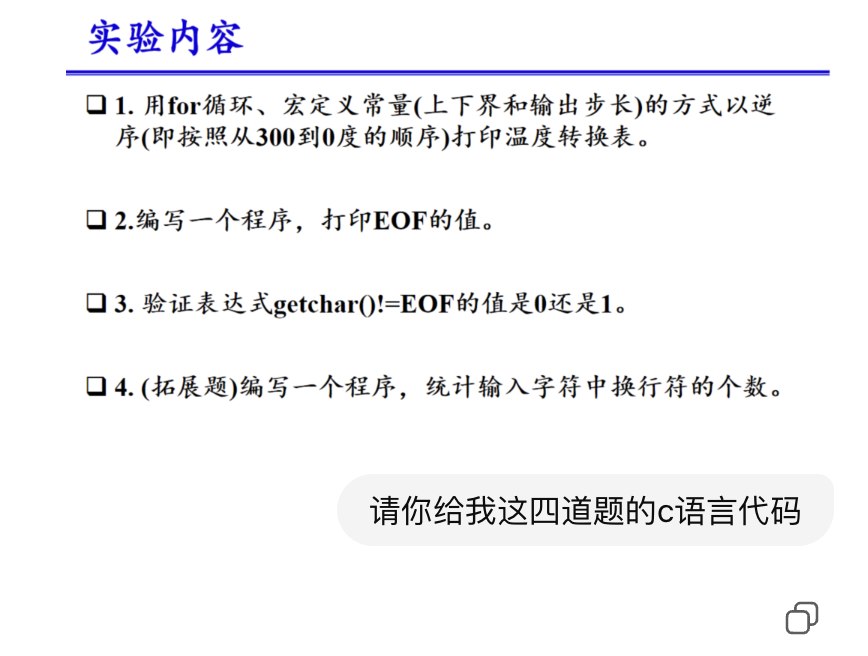 实验内容
❑ 1. 用for循环、宏定义常量(上下界和输出步长)的方式以逆
序(即按照从300到0度的顺序)打印温度转换表。
❑ 2.编写一个程序，打印EOF的值。
❑ 3. 验证表达式getchar()!=EOF的值是0还是1。
❑ 4. (拓展题)编写一个程序，统计输入字符中换行符的个数。
请你给我这四道题的c语言代码